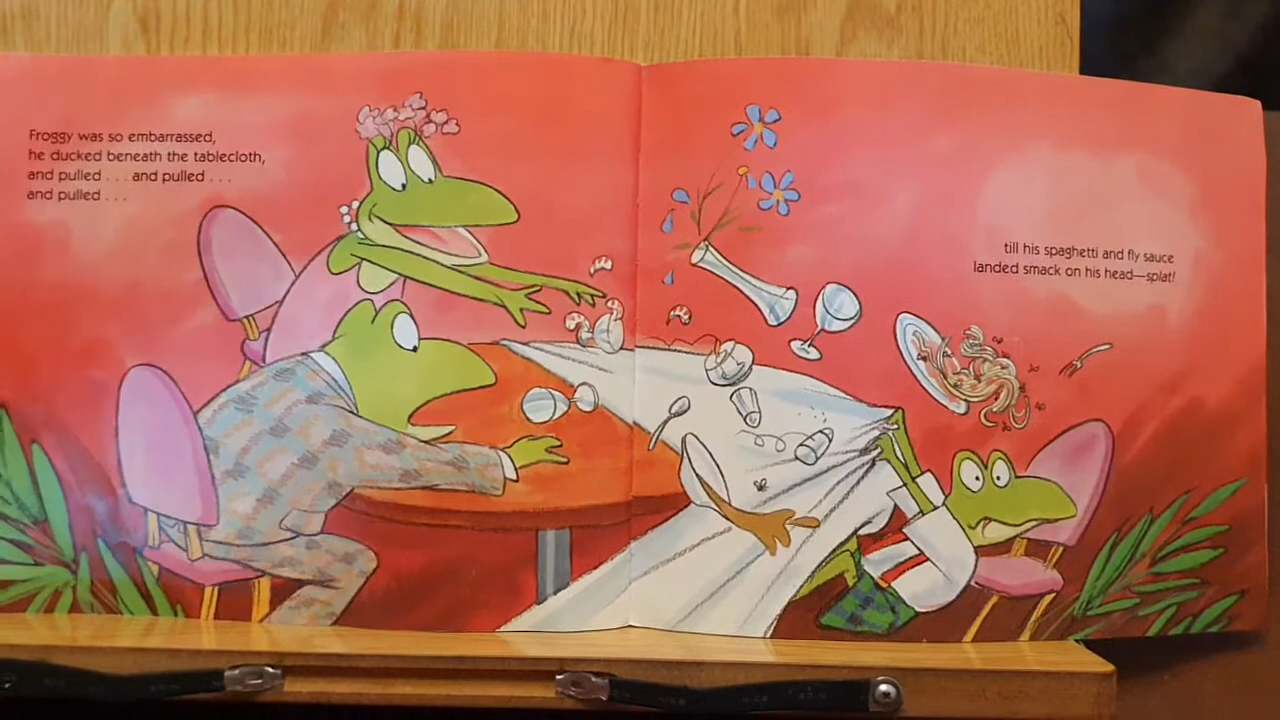 Froggy was so embarrassed,
he ducked beneath the tablecloth,
and pulled . . . and pulled . . .
and pulled . . .
till his spaghetti and fly sauce
landed smack on his head—splat!